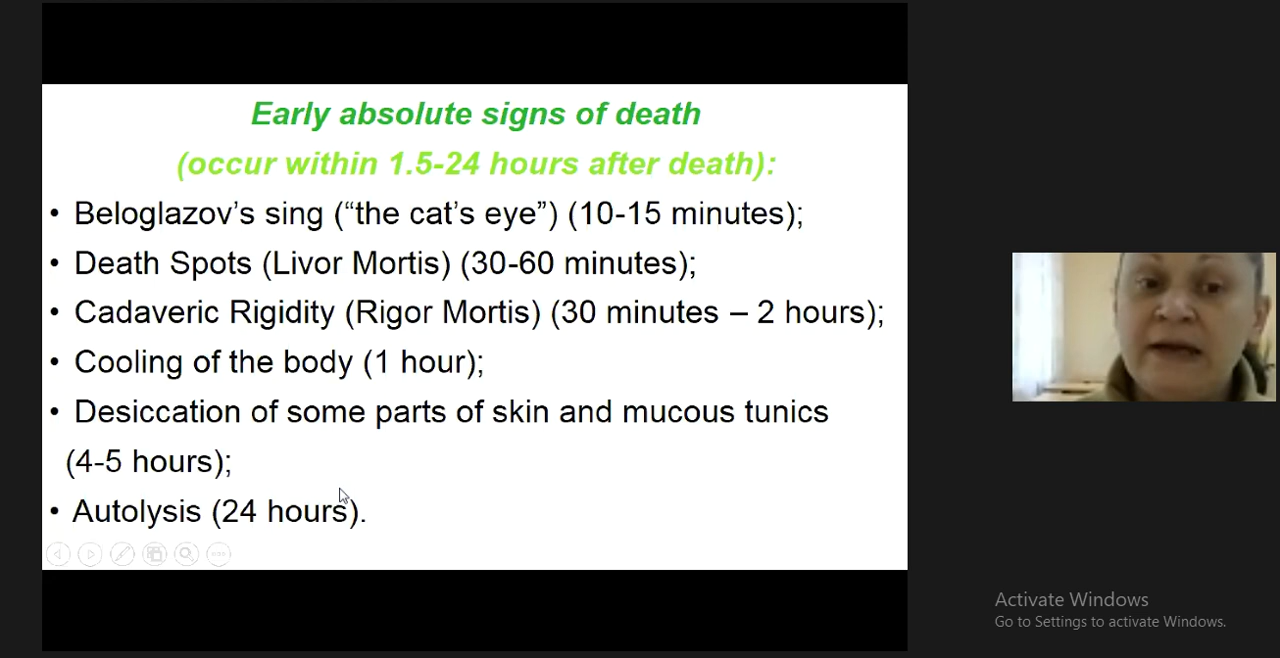 Early absolute signs of death
(occur within 1.5-24 hours after death):
• Beloglazov's sing (“the cat's eye”) (10-15 minutes);
• Death Spots (Livor Mortis) (30-60 minutes);
• Cadaveric Rigidity (Rigor Mortis) (30 minutes – 2 hours);
• Cooling of the body (1 hour);
• Desiccation of some parts of skin and mucous tunics
(4-5 hours);
• Autolysis (24 hours).
Activate Windows
Go to Settings to activate Windows.